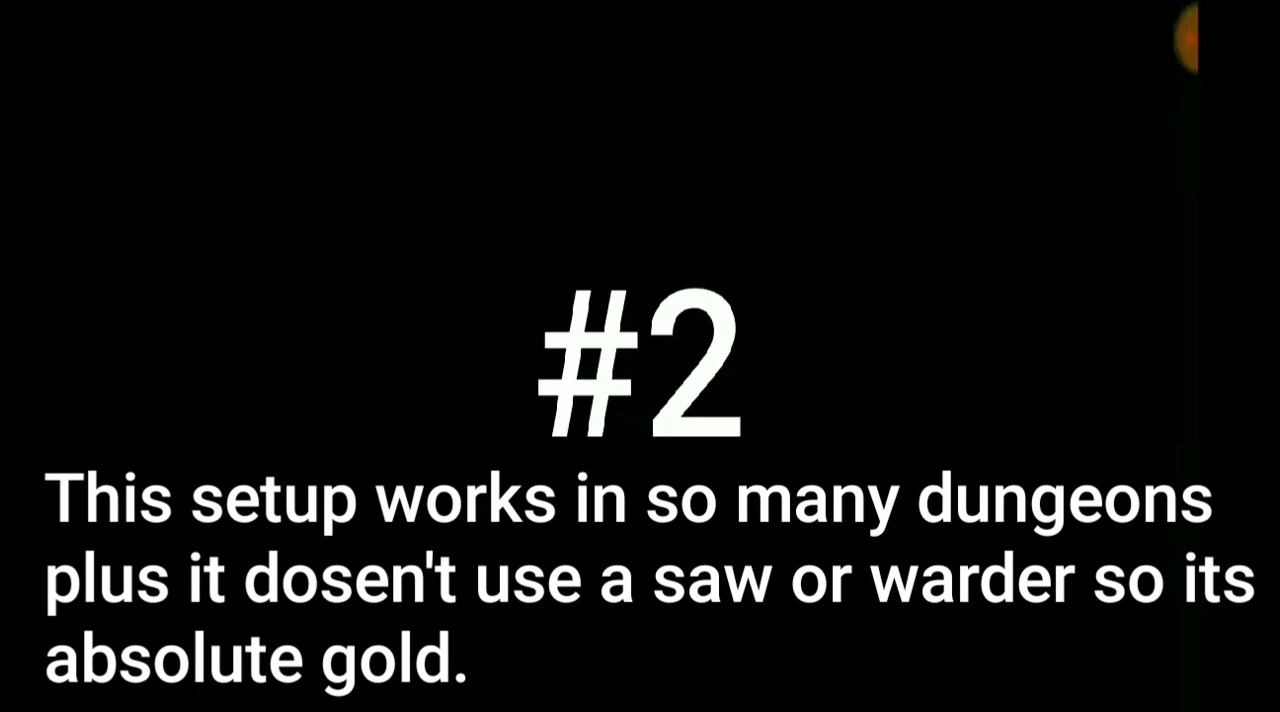 #2
This setup works in so many dungeons
plus it dosen't use a saw or warder so its
absolute gold.